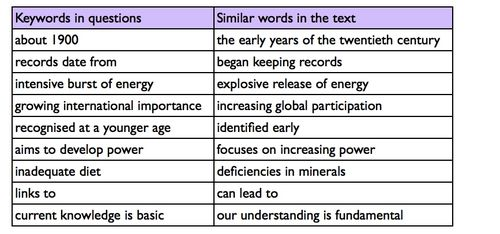 Keywords in questions Similar words in the text
about 1900 the early years of the twentieth century
records date from began keeping records
intensive burst of energy explosive release of energy
growing international importance increasing global participation
recognised at a younger age identified early
aims to develop power focuses on increasing power
inadequate diet deficiencies in minerals
links to can lead to
current knowledge is basic our understanding is fundamental